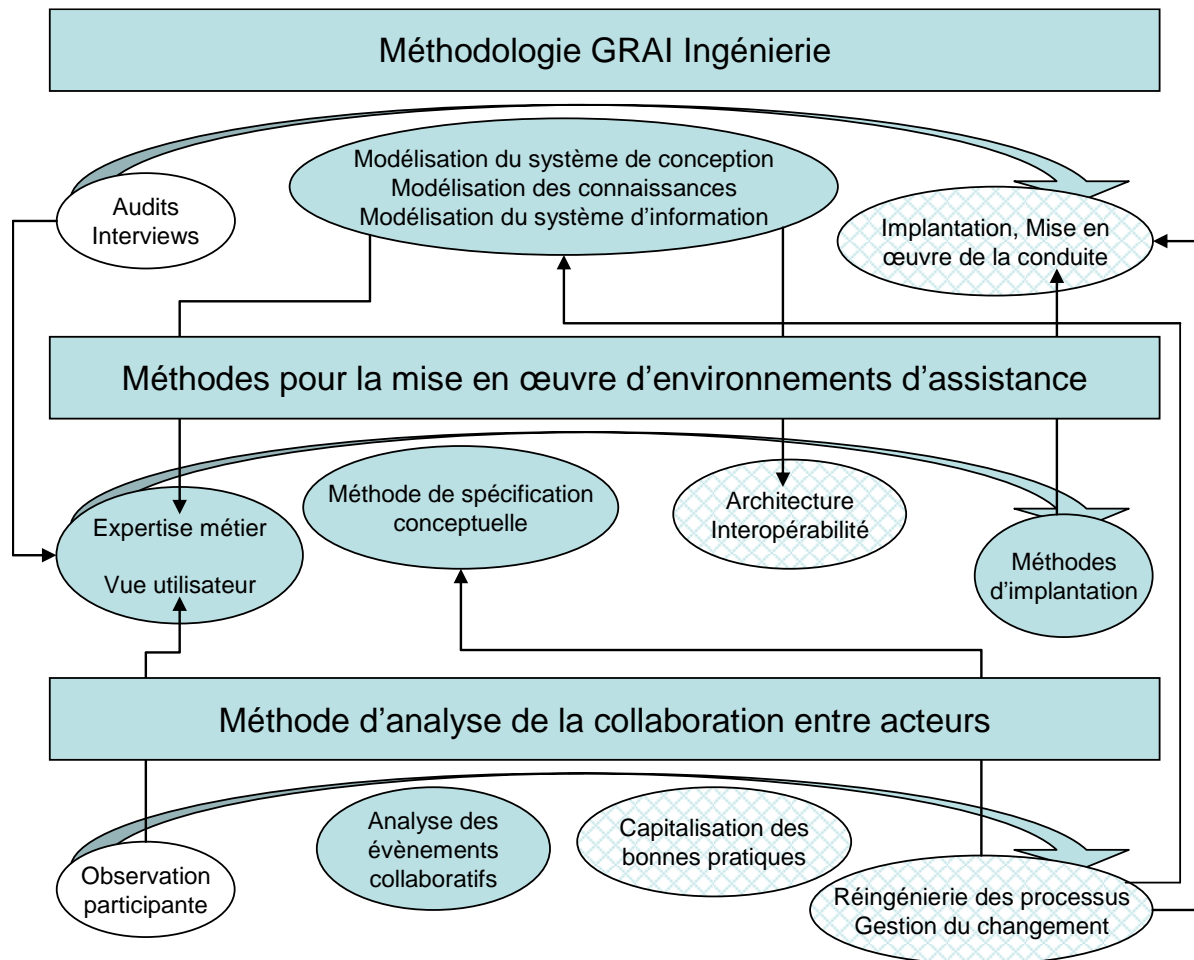 Méthodologie GRAI Ingénierie
Modélisation du système de conception
Modélisation des connaissances
Modélisation du système d'information
Audits
Interviews
Implantation, Mise en
œuvre de la conduite
Méthodes pour la mise en œuvre d'environnements d'assistance
Expertise métier
Vue utilisateur
Méthode de spécification
conceptuelle
Architecture
Interopérabilité
Méthodes
d'implantation
Méthode d'analyse de la collaboration entre acteurs
Observation
participante
Analyse des
évènements
collaboratifs
Capitalisation des
bonnes pratiques
Réingénierie des processus
Gestion du changement